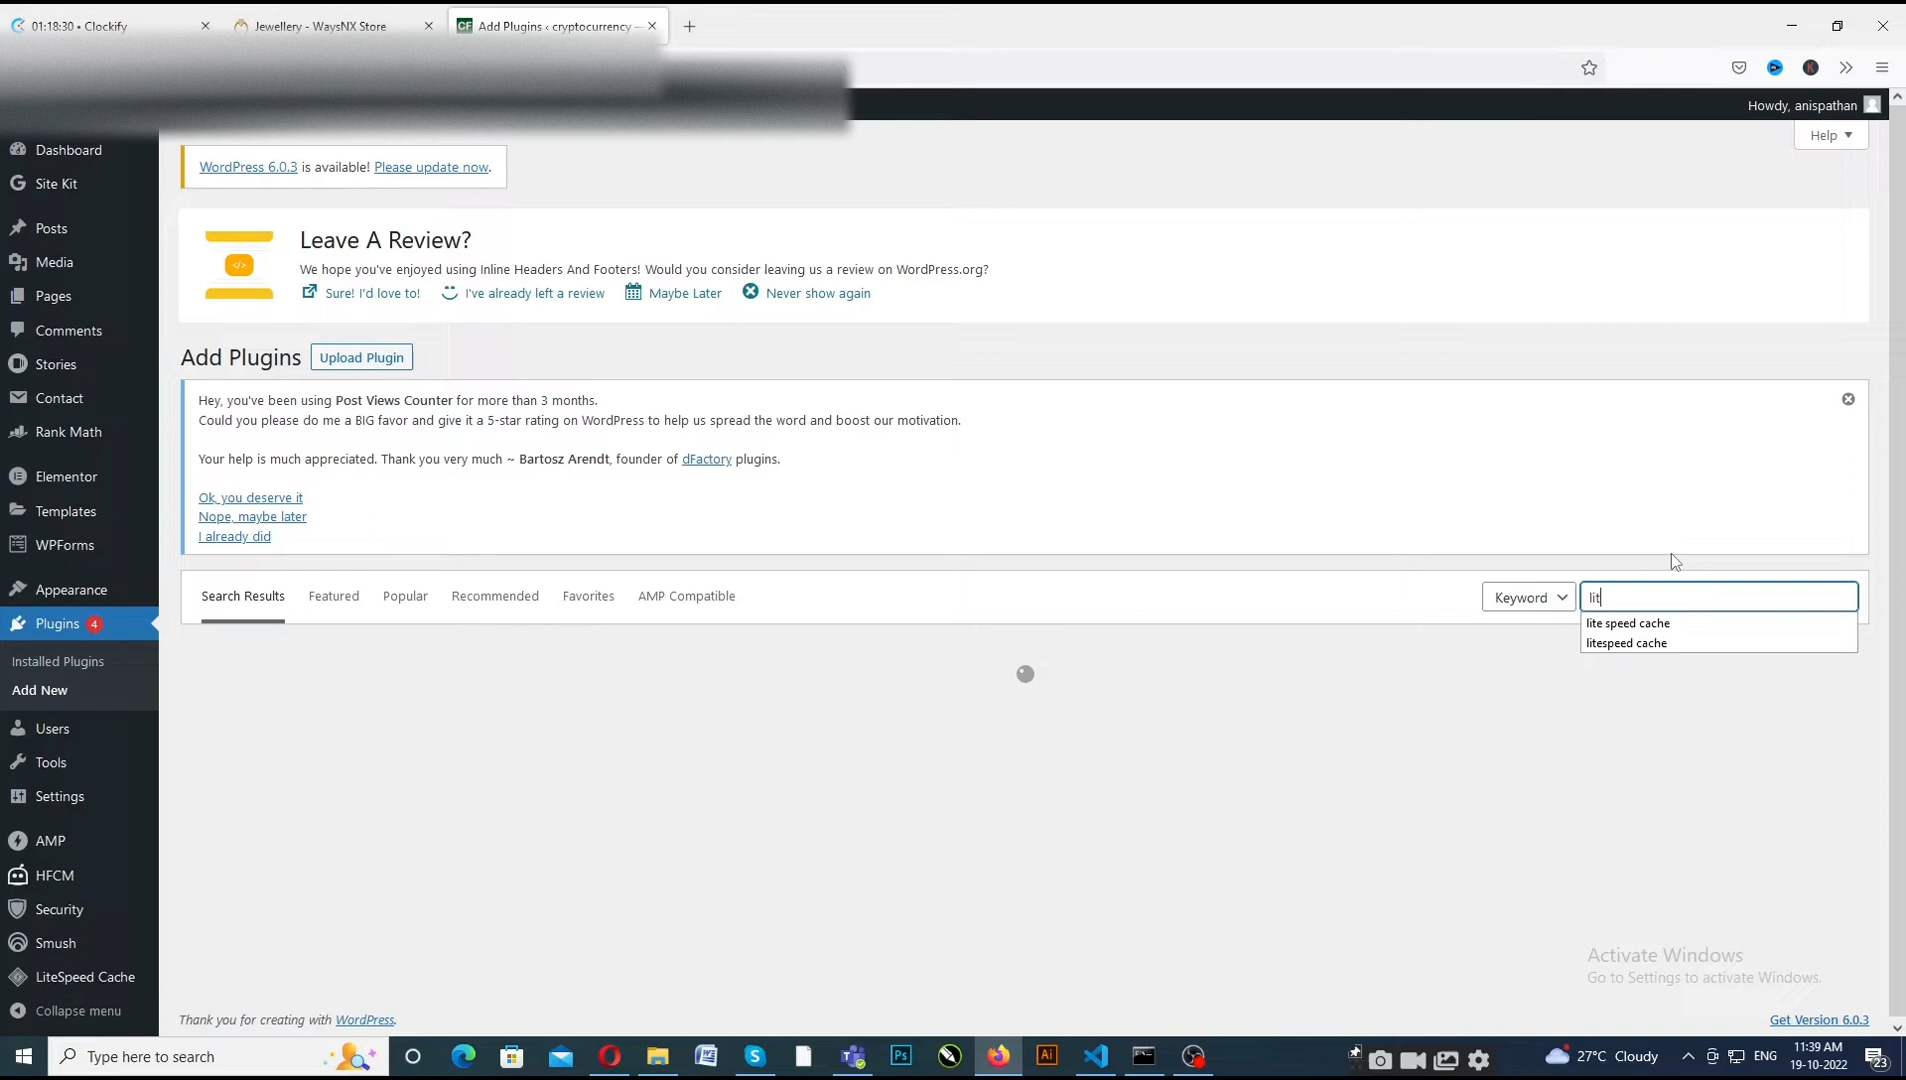 01:18:30 • Clockify
Jewellery - WaysNX Store
CF Add Plugins ‹ cryptocurrency —
K
Howdy, anispathan
Help
Dashboard
WordPress 6.0.3 is available! Please update now.
Site Kit
Posts
Media
Pages
Comments
Stories
Contact
Rank Math
Elementor
Templates
WPForms
Appearance
Plugins 4
Installed Plugins
Add New
Users
Tools
Settings
AMP
HFCM
Security
Smush
LiteSpeed Cache
Collapse menu
Leave A Review?
We hope you've enjoyed using Inline Headers And Footers! Would you consider leaving us a review on WordPress.org?
Sure! I'd love to! I've already left a review Maybe Later Never show again
Add Plugins Upload Plugin
Hey, you've been using Post Views Counter for more than 3 months.
Could you please do me a BIG favor and give it a 5-star rating on WordPress to help us spread the word and boost our motivation.
Your help is much appreciated. Thank you very much ~ Bartosz Arendt, founder of dFactory plugins.
Ok, you deserve it
Nope, maybe later
I already did
Search Results Featured Popular Recommended Favorites AMP Compatible Keyword lit
lite speed cache
litespeed cache
Activate Windows
Go to Settings to activate Windows.
Thank you for creating with WordPress.
Get Version 6.0.3
Type here to search
Ps
Ai
27°C Cloudy
ENG
11:39 AM
19-10-2022
23